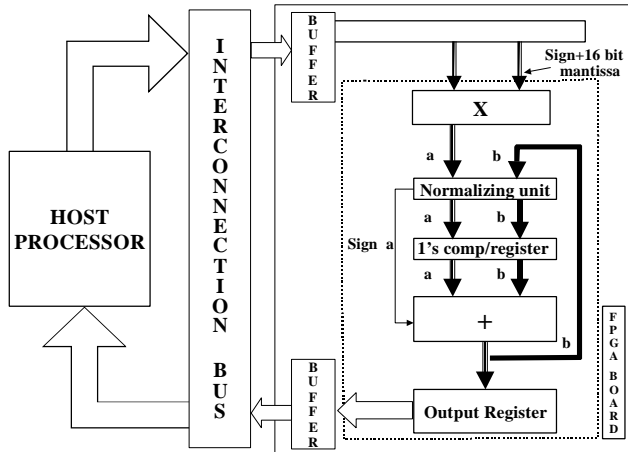 HOST
PROCESSOR
INTERCONNECTION BUS
BUFFER
Sign+16 bit
mantissa
X
a
b
Normalizing unit
a
b
Sign a
1's comp/register
a
b
+
b
Output Register
BUFFER
FPGA BOARD